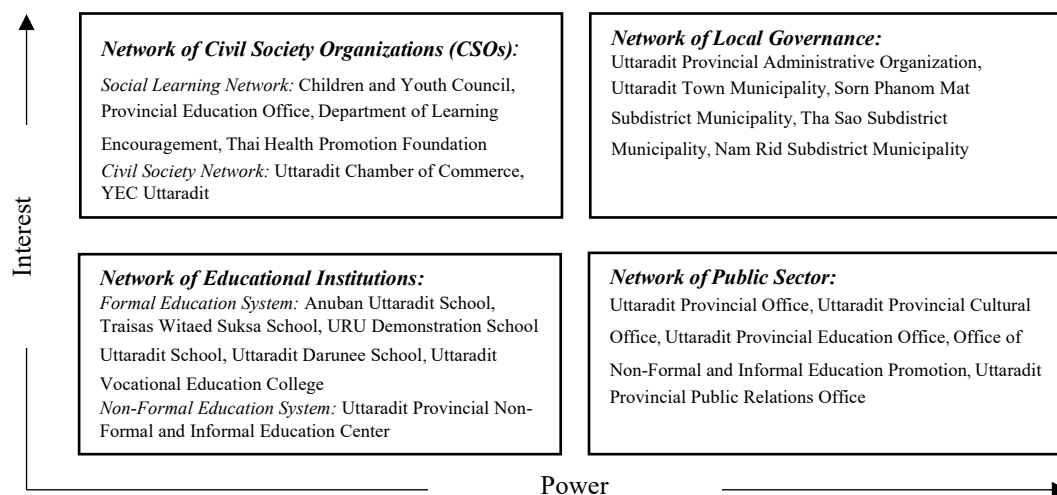 Network of Civil Society Organizations (CSOs):
Social Learning Network: Children and Youth Council,
Provincial Education Office, Department of Learning
Encouragement, Thai Health Promotion Foundation
Civil Society Network: Uttaradit Chamber of Commerce,
YEC Uttaradit
Network of Local Governance:
Uttaradit Provincial Administrative Organization,
Uttaradit Town Municipality, Sorn Phanom Mat
Subdistrict Municipality, Tha Sao Subdistrict
Municipality, Nam Rid Subdistrict Municipality
Interest
Network of Educational Institutions:
Formal Education System: Anuban Uttaradit School,
Traisas Witaed Suksa School, URU Demonstration School
Uttaradit School, Uttaradit Darunee School, Uttaradit
Vocational Education College
Non-Formal Education System: Uttaradit Provincial Non-
Formal and Informal Education Center
Network of Public Sector:
Uttaradit Provincial Office, Uttaradit Provincial Cultural
Office, Uttaradit Provincial Education Office, Office of
Non-Formal and Informal Education Promotion, Uttaradit
Provincial Public Relations Office
Power